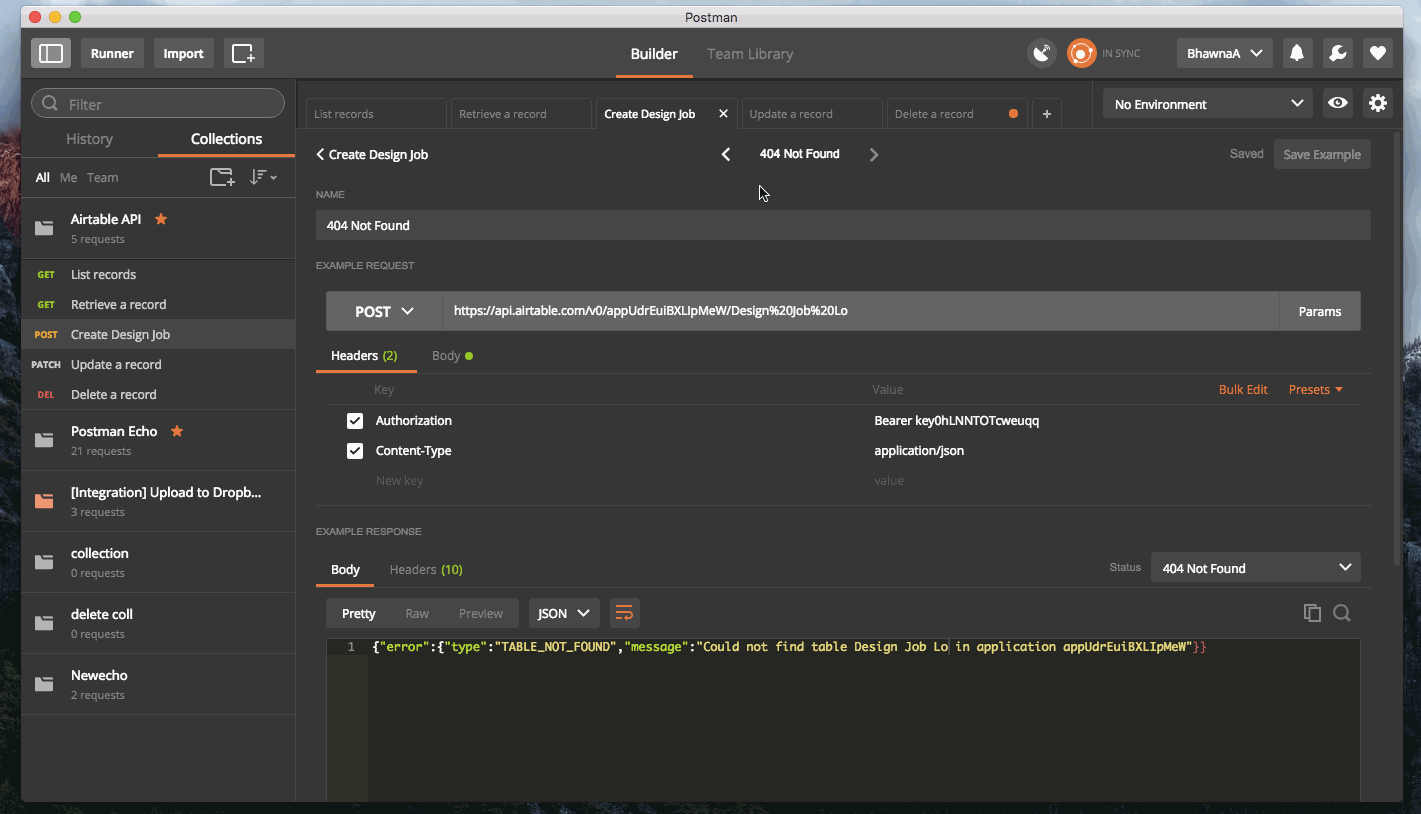 Postman
Runner
Import
Builder
Team Library
IN SYNC
BhawnaA
Filter
History
Collections
All
Me
Team
Airtable API
5 requests
GET List records
GET Retrieve a record
POST Create Design Job
PATCH Update a record
DEL Delete a record
Postman Echo
21 requests
[Integration] Upload to Dropb...
3 requests
collection
0 requests
delete coll
0 requests
Newecho
2 requests
List records
Retrieve a record
Create Design Job
Update a record
Delete a record
No Environment
Create Design Job
404 Not Found
Saved
Save Example
NAME
404 Not Found
EXAMPLE REQUEST
POST
https://api.airtable.com/v0/appUdrEuiBXLIpMeW/Design%20Job%20Lo
Params
Headers (2)
Body
Key
Value
Bulk Edit
Presets
Authorization
Bearer key0hLNNTOTcweuqq
Content-Type
application/json
New key
value
EXAMPLE RESPONSE
Body
Headers (10)
Status
404 Not Found
Pretty
Raw
Preview
JSON
1 {"error":{"type":"TABLE_NOT_FOUND","message":"Could not find table Design Job Lo in application appUdrEuiBXLIpMeW"}}